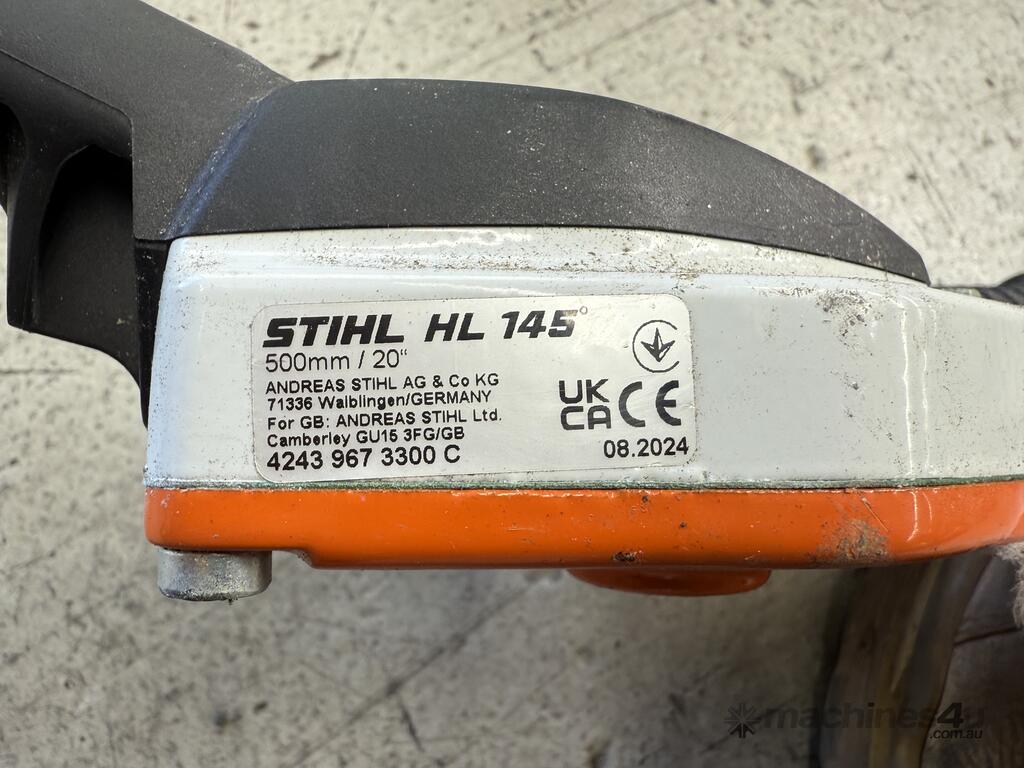 STIHL HL 145°
500mm / 20"
ANDREAS STIHL AG & Co KG
71336 Waiblingen/GERMANY
For GB: ANDREAS STIHL Ltd.
Camberley GU15 3FG/GB
4243 967 3300 C
UK
CA CE
08.2024
machines4u
.com.au